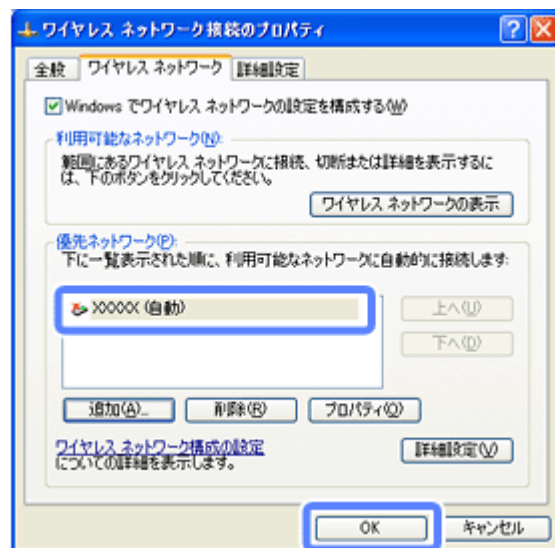 ワイヤレス ネットワーク接続のプロパティ
全般 ワイヤレス ネットワーク 詳細設定
Windows でワイヤレス ネットワークの設定を構成する(W)
利用可能なネットワーク(N):
範囲にあるワイヤレス ネットワークに接続、切断または詳細を表示するに
は、下のボタンをクリックしてください。
ワイヤレス ネットワークの表示
優先ネットワーク(P):
下に一覧表示された順に、利用可能なネットワークに自動的に接続します:
XXXXX (自動)
上へ(U)
下へ(D)
追加(A)... 削除(R) プロパティ(O)
ワイヤレス ネットワーク構成の設定
についての詳細を表示します。
詳細設定(V)
OK キャンセル